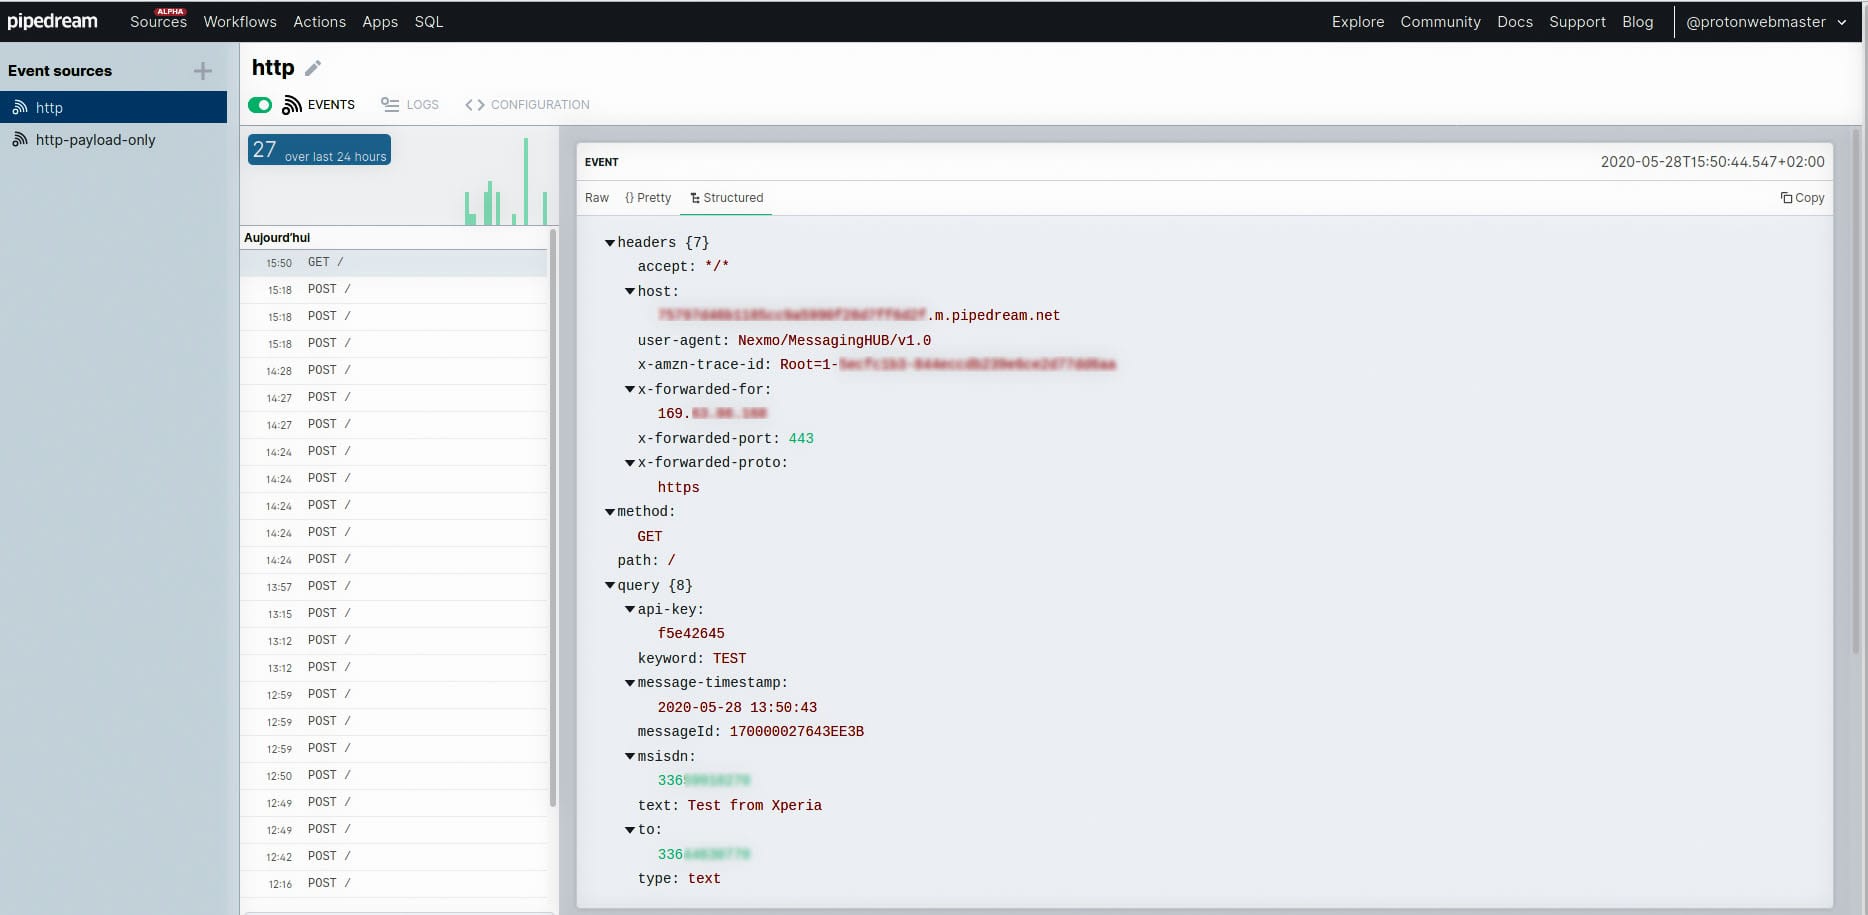 pipedream
Sources ALPHA Workflows Actions Apps SQL
Explore Community Docs Support Blog @protonwebmaster
Event sources
http
http-payload-only
http
EVENTS LOGS CONFIGURATION
27 over last 24 hours
Aujourd'hui
15:50 GET /
15:18 POST /
15:18 POST /
15:18 POST /
14:28 POST /
14:27 POST /
14:27 POST /
14:24 POST /
14:24 POST /
14:24 POST /
14:24 POST /
14:24 POST /
13:57 POST /
13:15 POST /
13:12 POST /
13:12 POST /
12:59 POST /
12:59 POST /
12:59 POST /
12:50 POST /
12:49 POST /
12:49 POST /
12:42 POST /
12:16 POST /
EVENT 2020-05-28T15:50:44.547+02:00
Raw {} Pretty Structured Copy
headers {7}
accept: */*
host:
.m.pipedream.net
user-agent: Nexmo/MessagingHUB/v1.0
x-amzn-trace-id: Root=1-
x-forwarded-for:
169.
x-forwarded-port: 443
x-forwarded-proto:
https
method:
GET
path: /
query {8}
api-key:
f5e42645
keyword: TEST
message-timestamp:
2020-05-28 13:50:43
messageId: 170000027643EE3B
msisdn:
336
text: Test from Xperia
to:
336
type: text